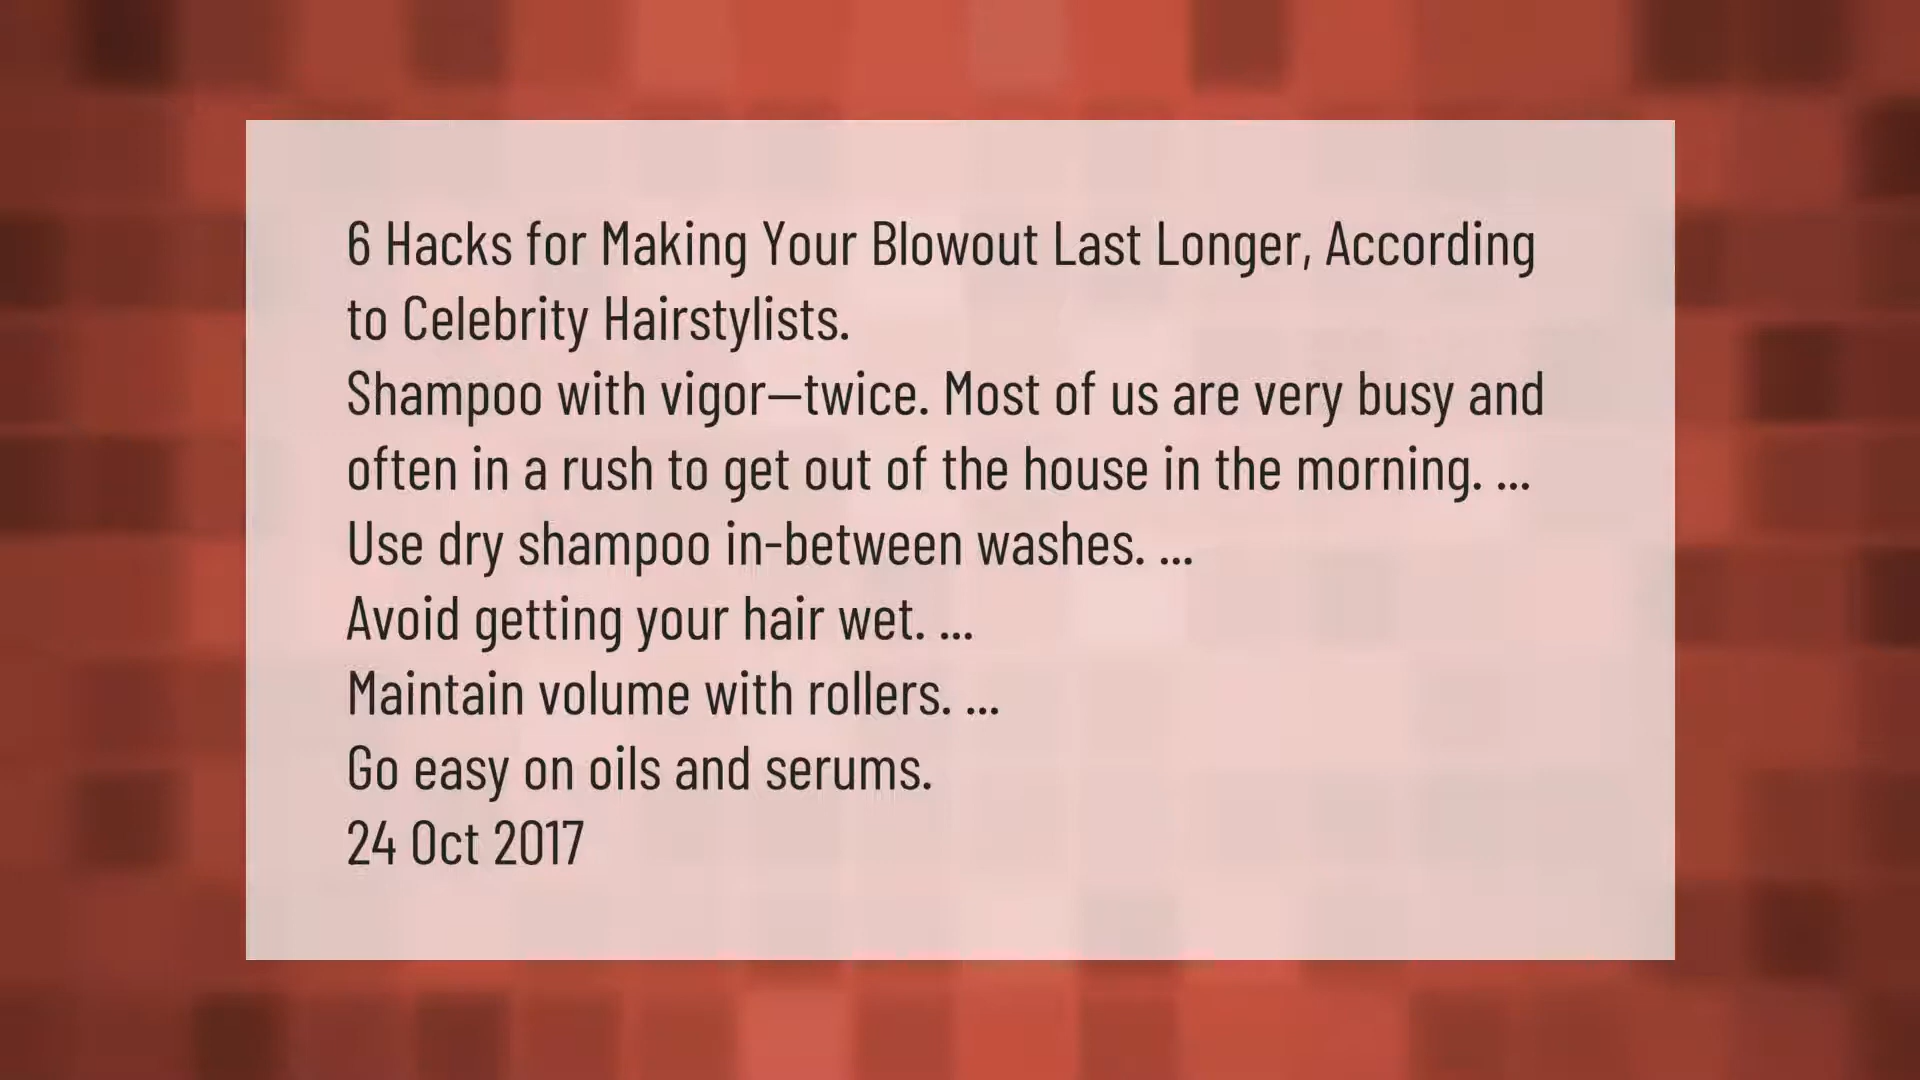 6 Hacks for Making Your Blowout Last Longer, According
to Celebrity Hairstylists.
Shampoo with vigor—twice. Most of us are very busy and
often in a rush to get out of the house in the morning. ...
Use dry shampoo in-between washes. ...
Avoid getting your hair wet. ...
Maintain volume with rollers. ...
Go easy on oils and serums.
24 Oct 2017